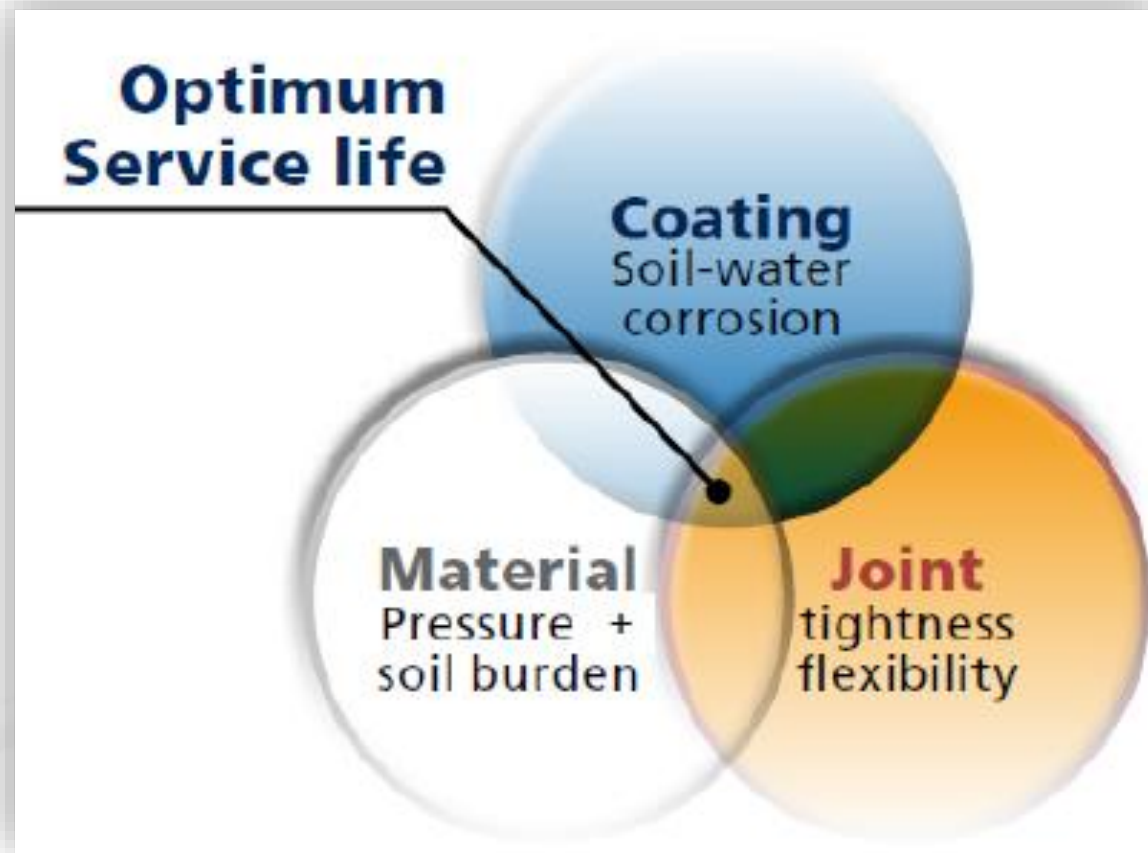 Optimum
Service life
Coating
Soil-water
corrosion
Material
Pressure +
soil burden
Joint
tightness
flexibility